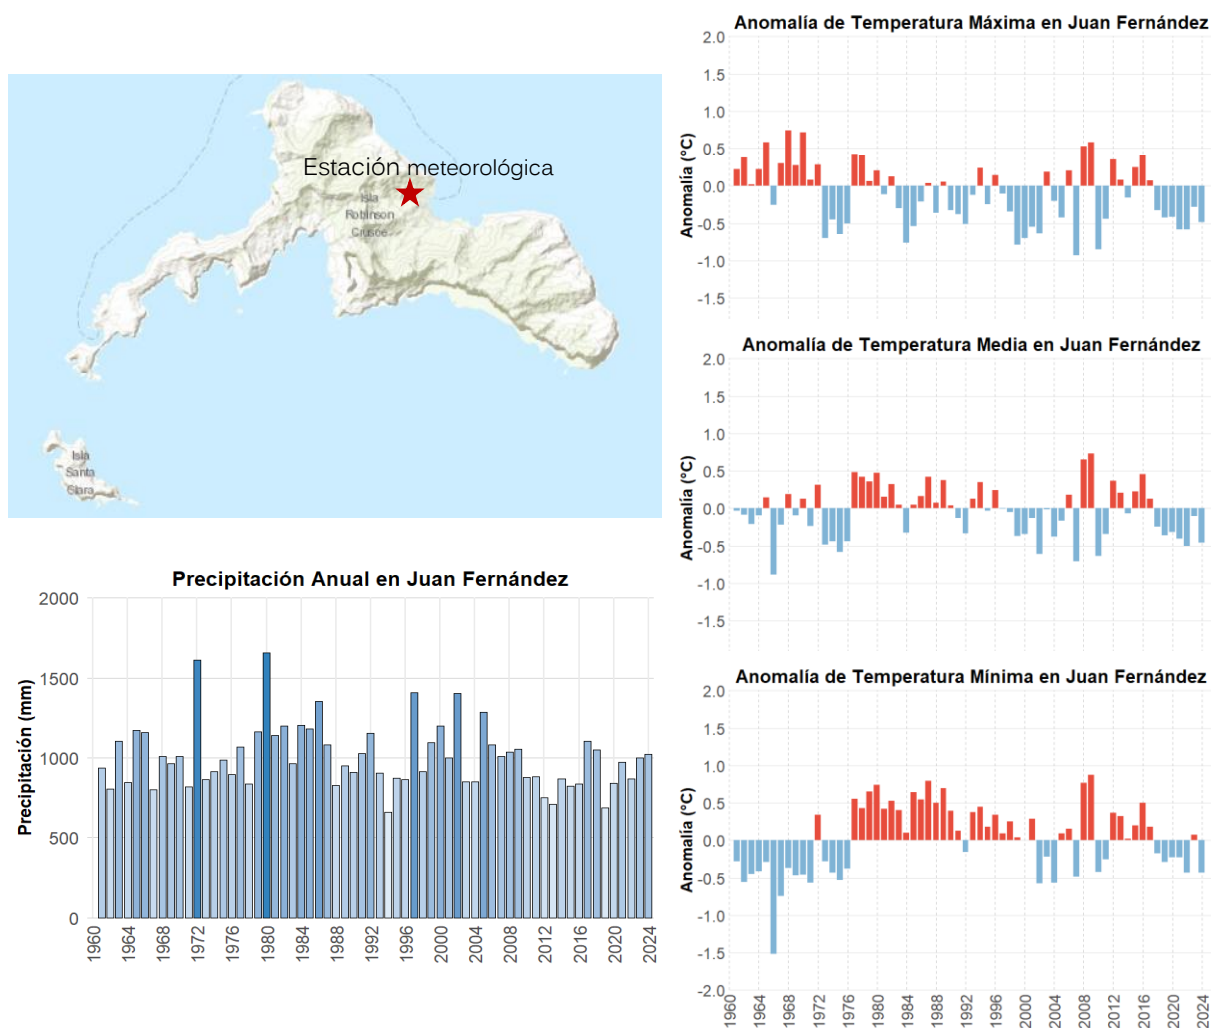 Estación meteorológica
Isla
Robinson
Crusoe
Isla
Santa
Clara
Precipitación Anual en Juan Fernández
Precipitación (mm)
2000
1500
1000
500
0
1960 1964 1968 1972 1976 1980 1984 1988 1992 1996 2000 2004 2008 2012 2016 2020 2024
Anomalía de Temperatura Máxima en Juan Fernández
Anomalía (°C)
2.0
1.5
1.0
0.5
0.0
-0.5
-1.0
-1.5
Anomalía de Temperatura Media en Juan Fernández
Anomalía (°C)
2.0
1.5
1.0
0.5
0.0
-0.5
-1.0
-1.5
Anomalía de Temperatura Mínima en Juan Fernández
Anomalía (°C)
2.0
1.5
1.0
0.5
0.0
-0.5
-1.0
-1.5
-2.0
1960 1964 1968 1972 1976 1980 1984 1988 1992 1996 2000 2004 2008 2012 2016 2020 2024